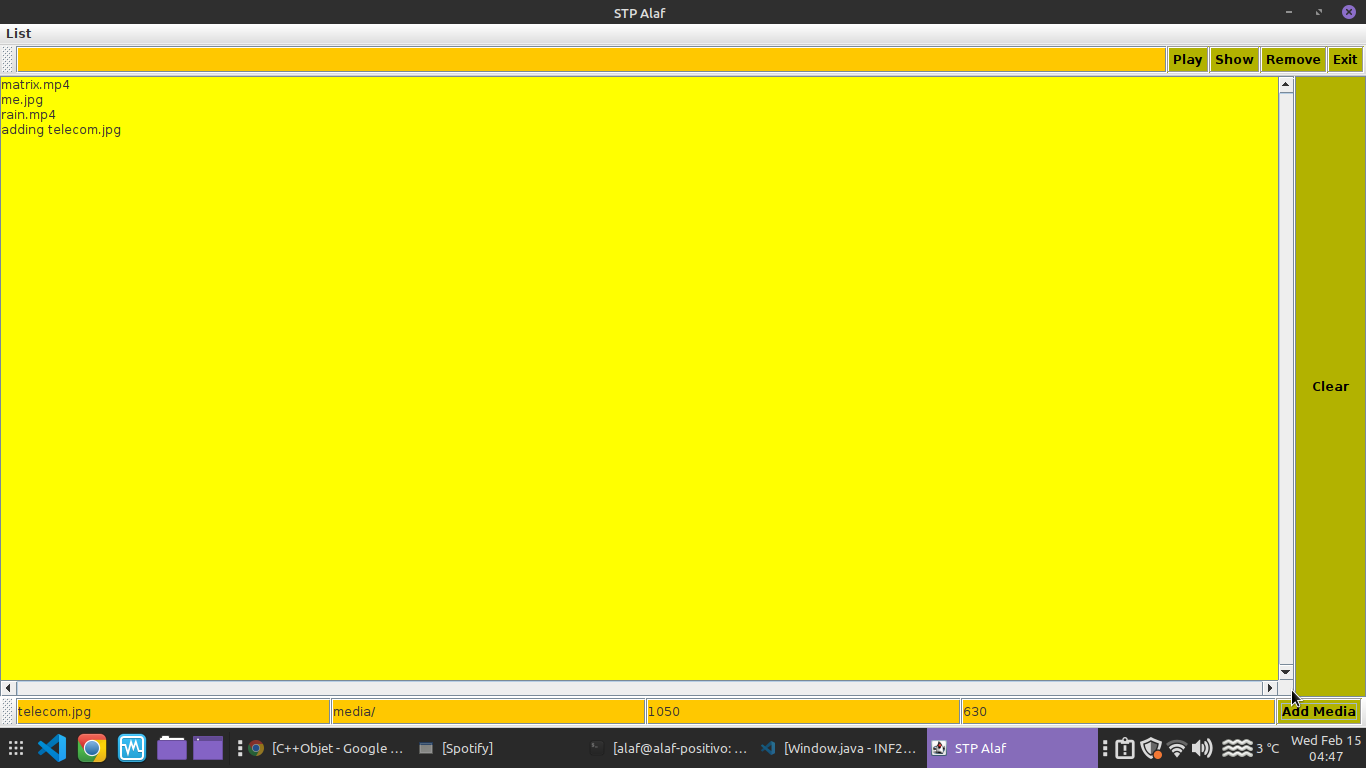 STP Alaf
List
Play Show Remove Exit
matrix.mp4
me.jpg
rain.mp4
adding telecom.jpg
Clear
telecom.jpg media/ 1050 630 Add Media
[C++Objet - Google ... [Spotify] [alaf@alaf-positivo: ... [Window.java - INF2... STP Alaf 3 °C Wed Feb 15
04:47